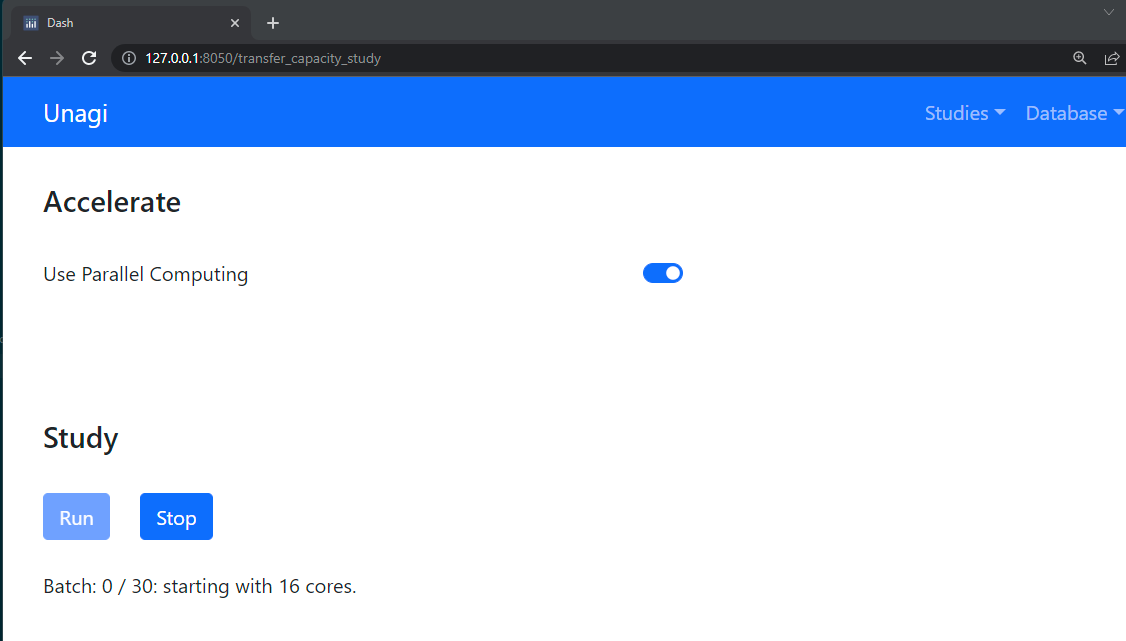 Dash
127.0.0.1:8050/transfer_capacity_study
Unagi
Studies
Database
Accelerate
Use Parallel Computing
Study
Run
Stop
Batch: 0 / 30: starting with 16 cores.